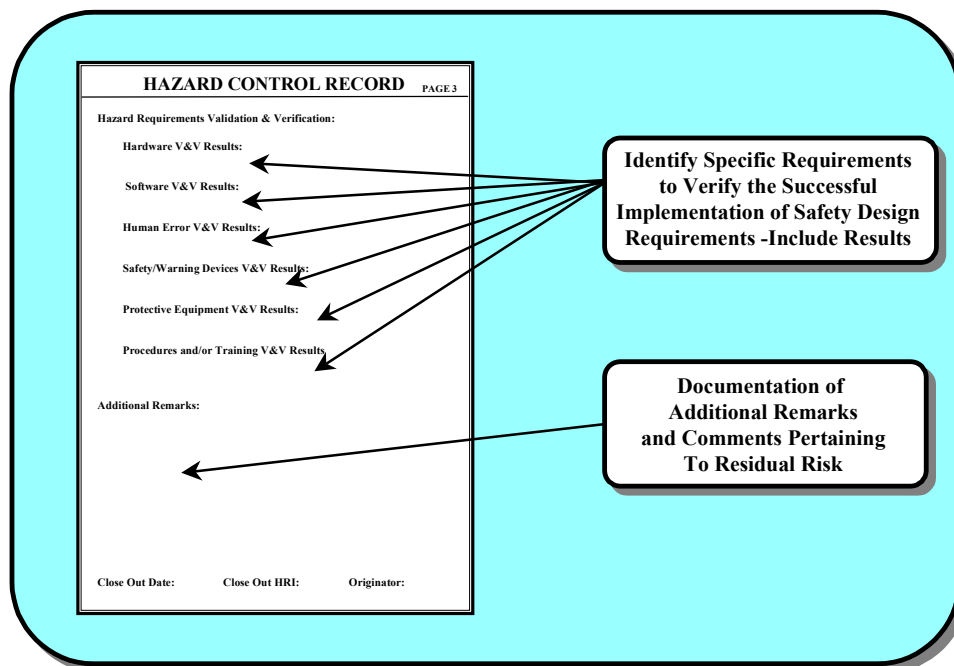 HAZARD CONTROL RECORD PAGE 3
Hazard Requirements Validation & Verification:
Hardware V&V Results:
Software V&V Results:
Human Error V&V Results:
Safety/Warning Devices V&V Results:
Protective Equipment V&V Results:
Procedures and/or Training V&V Results
Additional Remarks:
Close Out Date: Close Out HRI: Originator:
Identify Specific Requirements
to Verify the Successful
Implementation of Safety Design
Requirements -Include Results
Documentation of
Additional Remarks
and Comments Pertaining
To Residual Risk